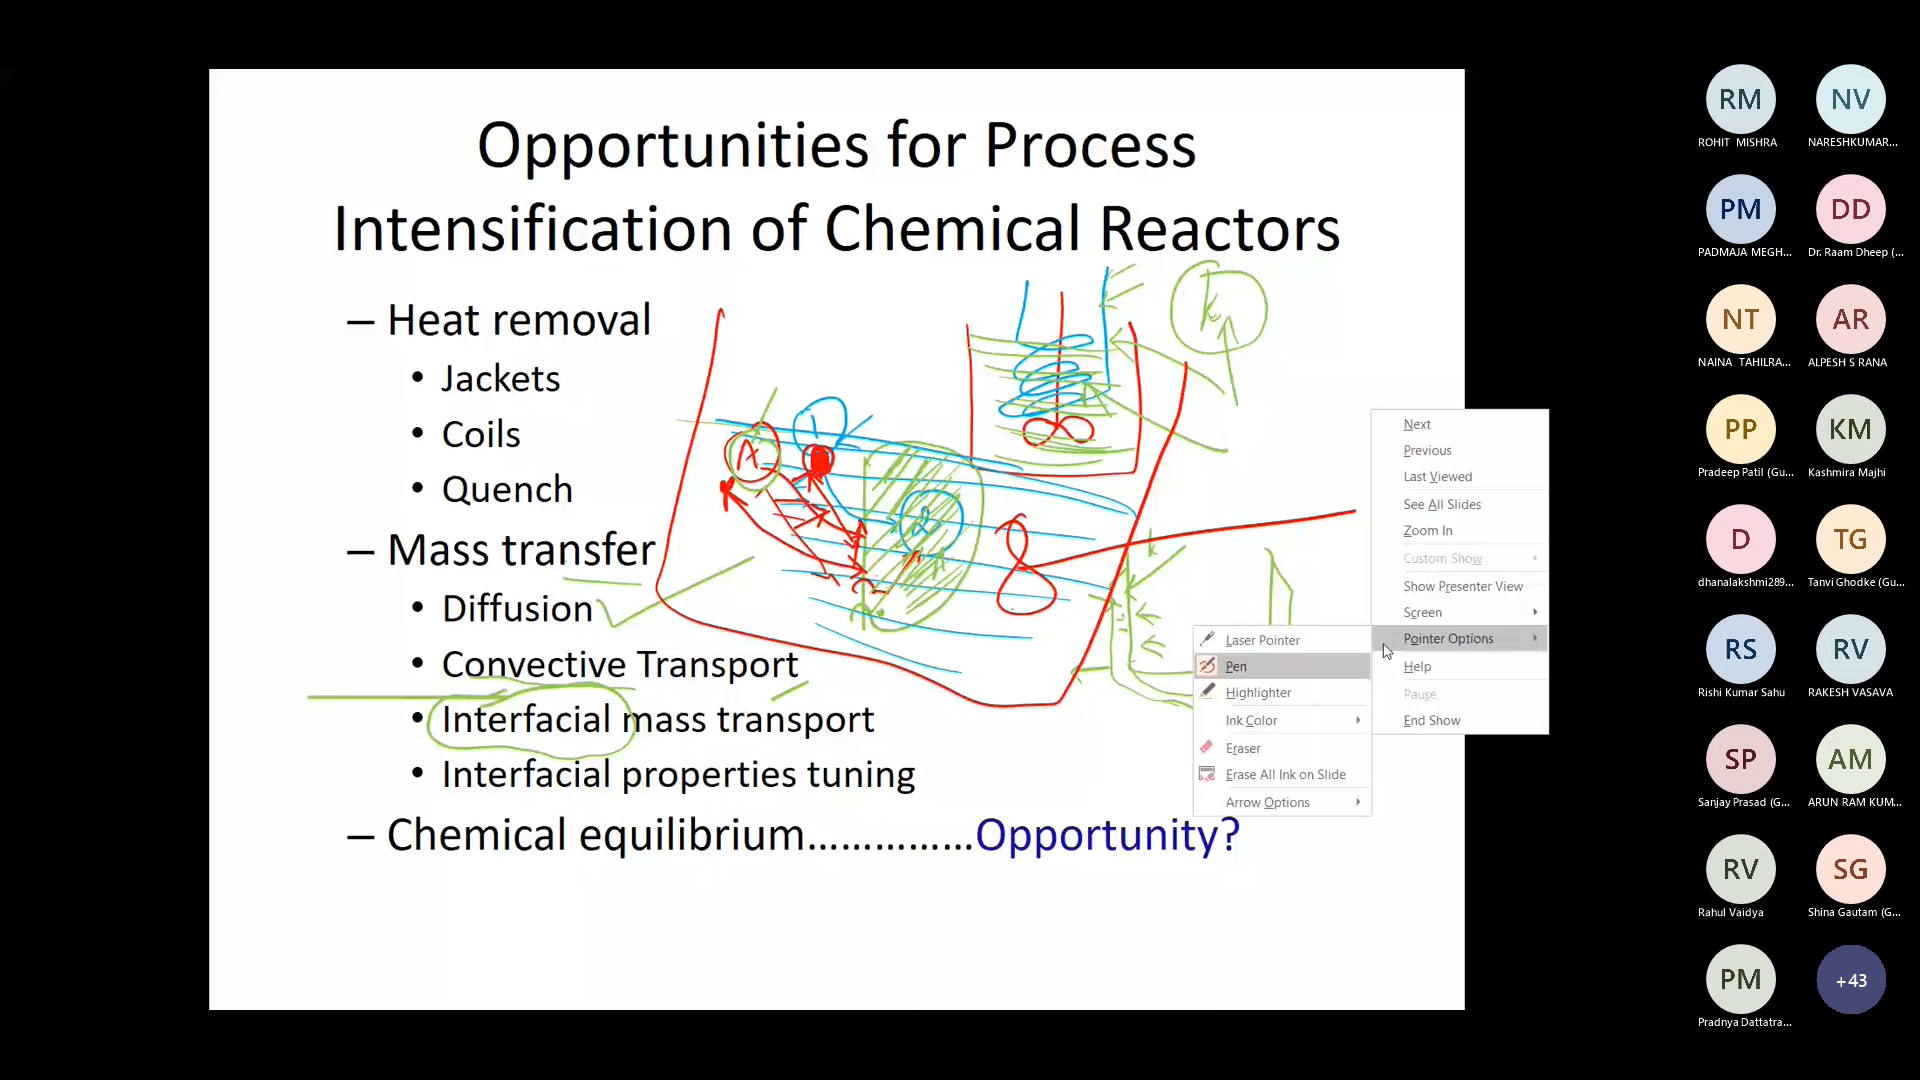 Opportunities for Process
Intensification of Chemical Reactors
– Heat removal
• Jackets
• Coils
• Quench
– Mass transfer
• Diffusion
• Convective Transport
• Interfacial mass transport
• Interfacial properties tuning
– Chemical equilibrium……………Opportunity?
k
A
1
2
k
Next
Previous
Last Viewed
See All Slides
Zoom In
Custom Show
Show Presenter View
Screen
Pointer Options
Help
Pause
End Show
Laser Pointer
Pen
Highlighter
Ink Color
Eraser
Erase All Ink on Slide
Arrow Options
RM
ROHIT MISHRA
NV
NARESHKUMAR...
PM
PADMAJA MEGH...
DD
Dr. Raam Dheep (...
NT
NAINA TAHILRA...
AR
ALPESH S RANA
PP
Pradeep Patil (Gu...
KM
Kashmira Majhi
D
dhanalakshmi289...
TG
Tanvi Ghodke (Gu...
RS
Rishi Kumar Sahu
RV
RAKESH VASAVA
SP
Sanjay Prasad (G...
AM
ARUN RAM KUM...
RV
Rahul Vaidya
SG
Shina Gautam (G...
PM
Pradnya Dattatra...
+43